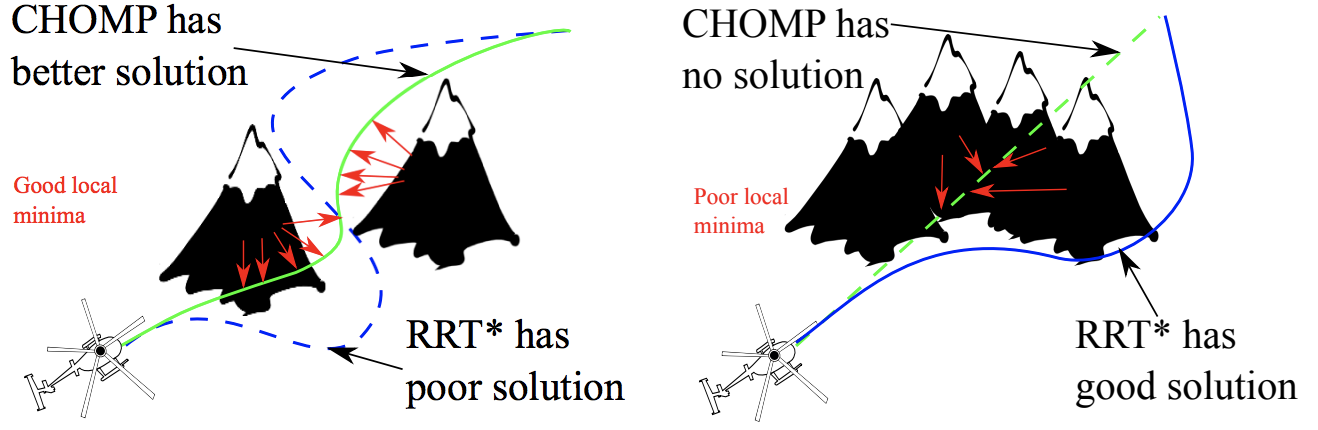 CHOMP has
better solution
Good local
minima
RRT* has
poor solution
CHOMP has
no solution
Poor local
minima
RRT* has
good solution